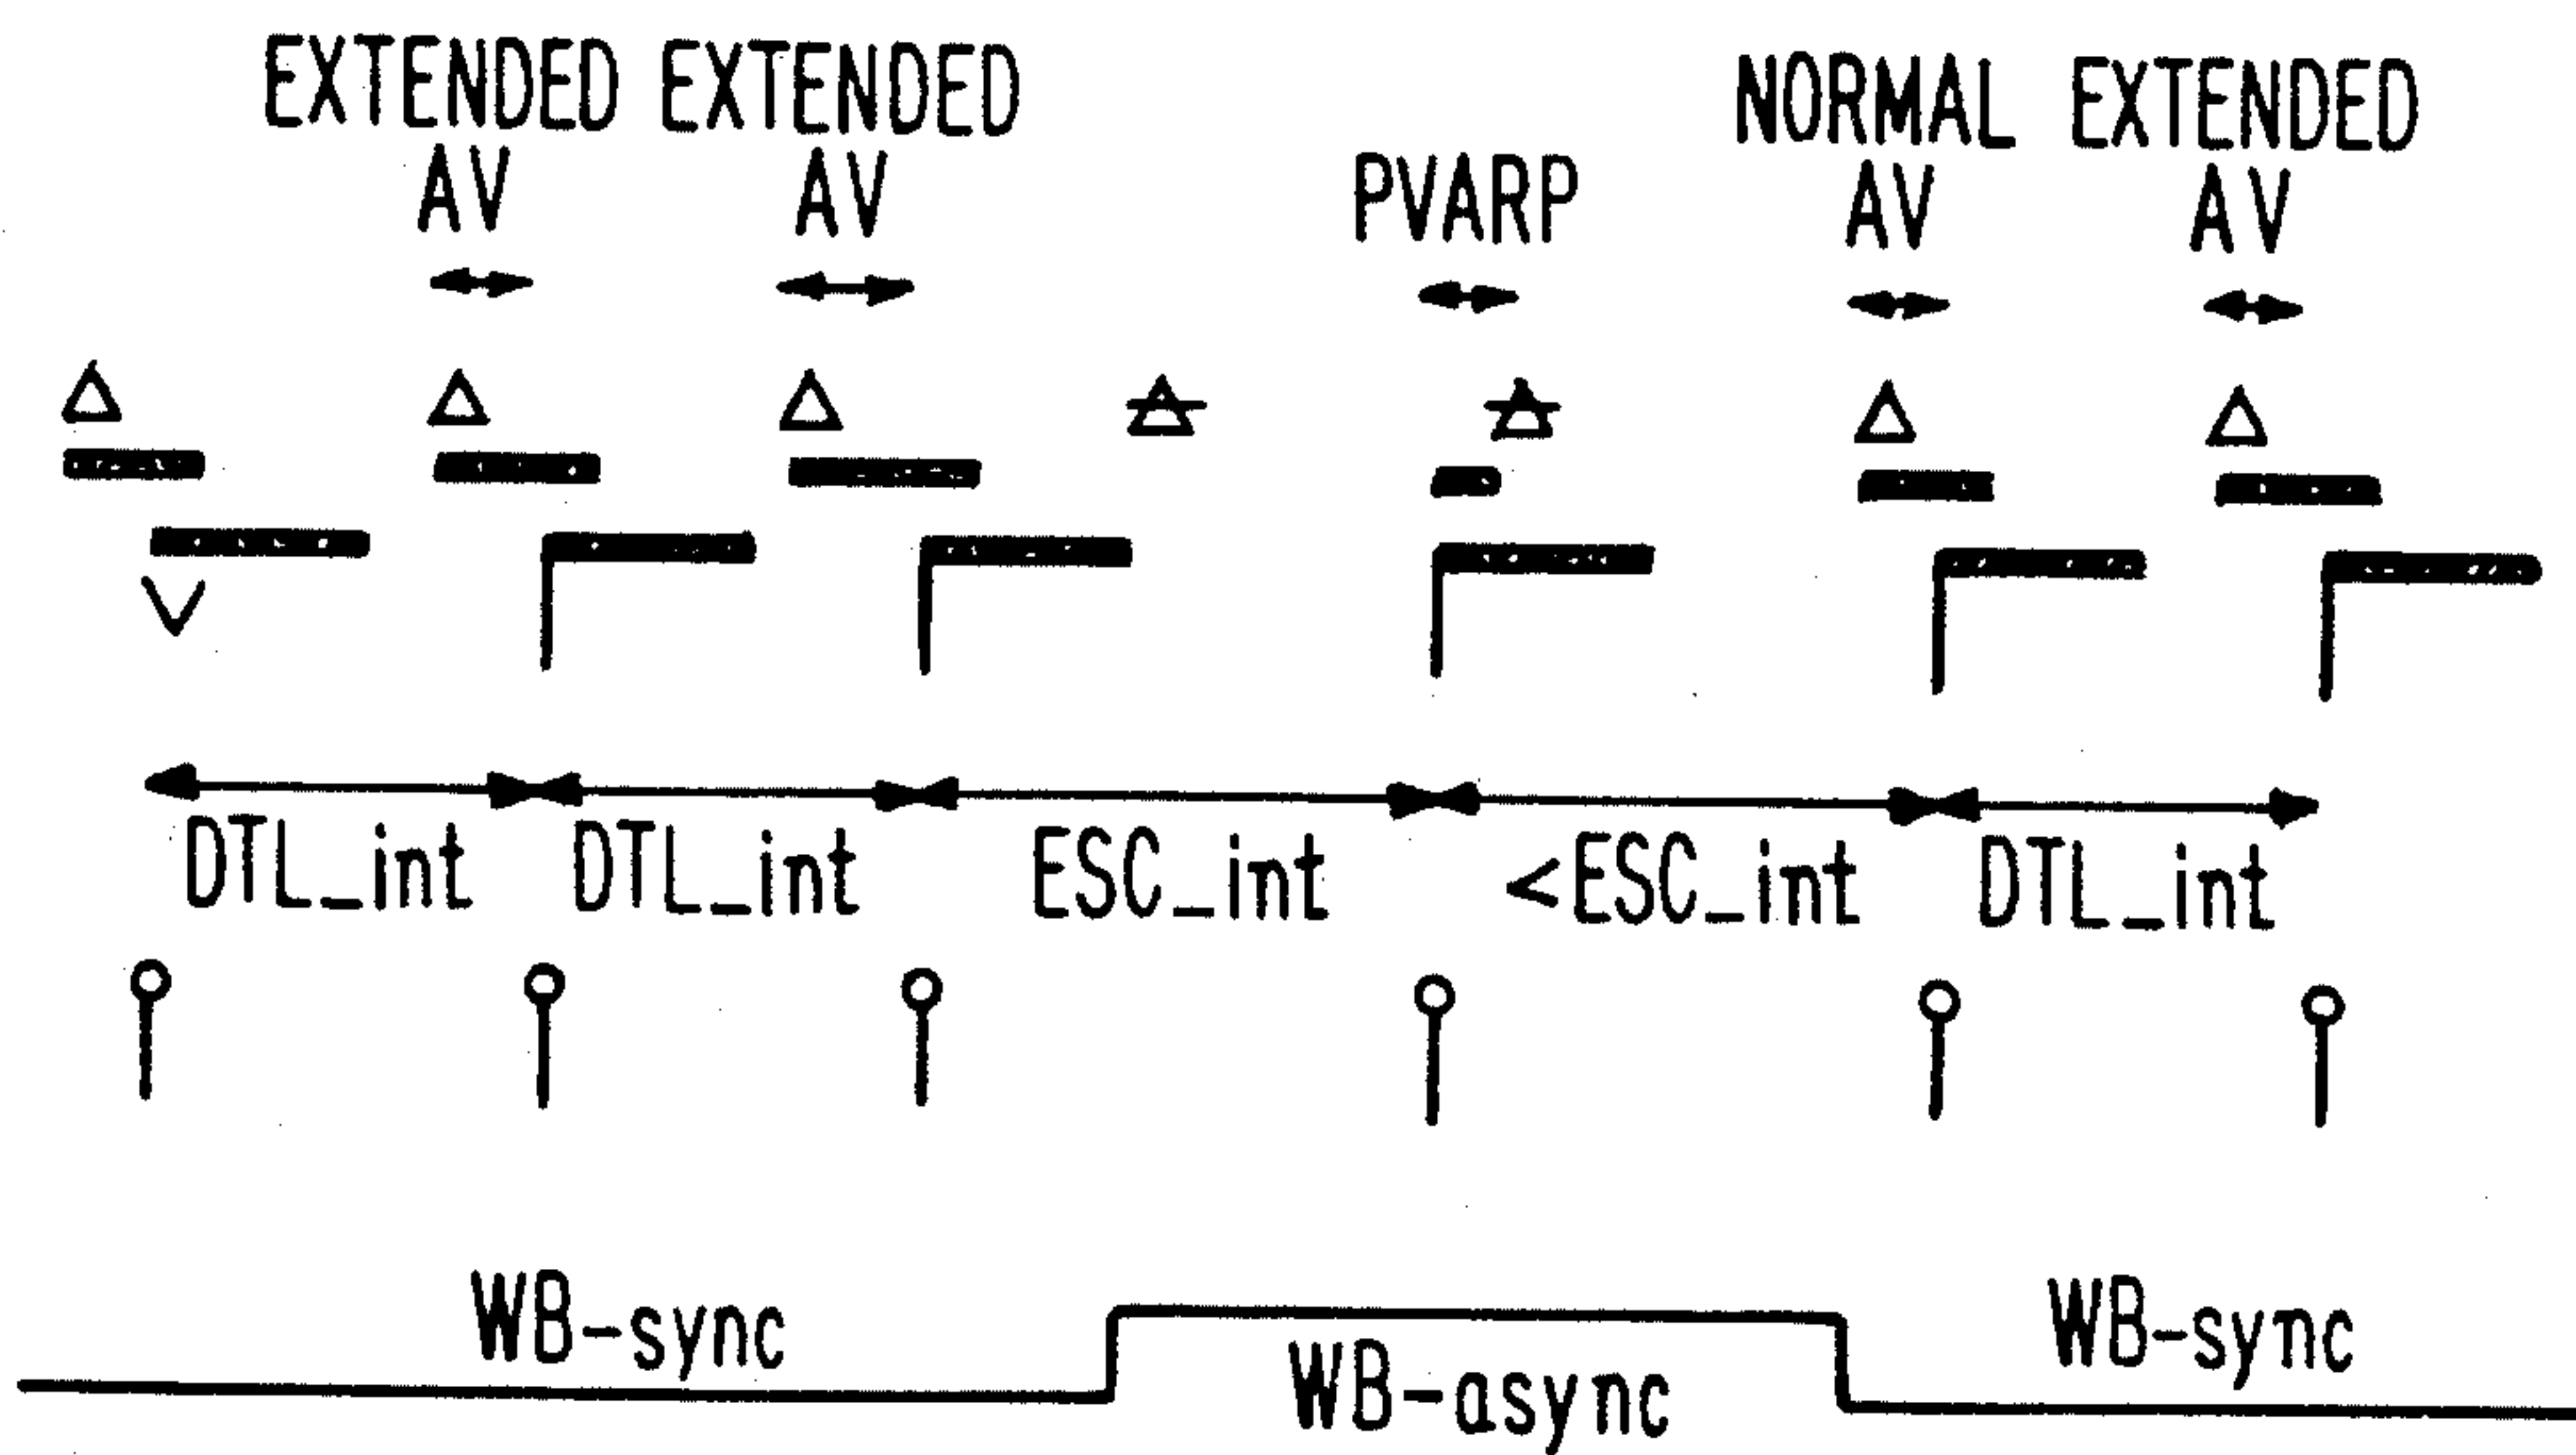 EXTENDED EXTENDED NORMAL EXTENDED
AV AV PVARP AV AV
DTL_int DTL_int ESC_int <ESC_int DTL_int
WB-sync WB-async WB-sync